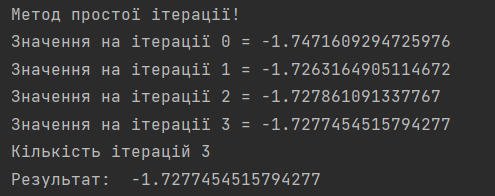 Метод простої ітерації!
Значення на ітерації 0 = -1.7471609294725976
Значення на ітерації 1 = -1.7263164905114672
Значення на ітерації 2 = -1.727861091337767
Значення на ітерації 3 = -1.7277454515794277
Кількість ітерацій 3
Результат:  -1.7277454515794277